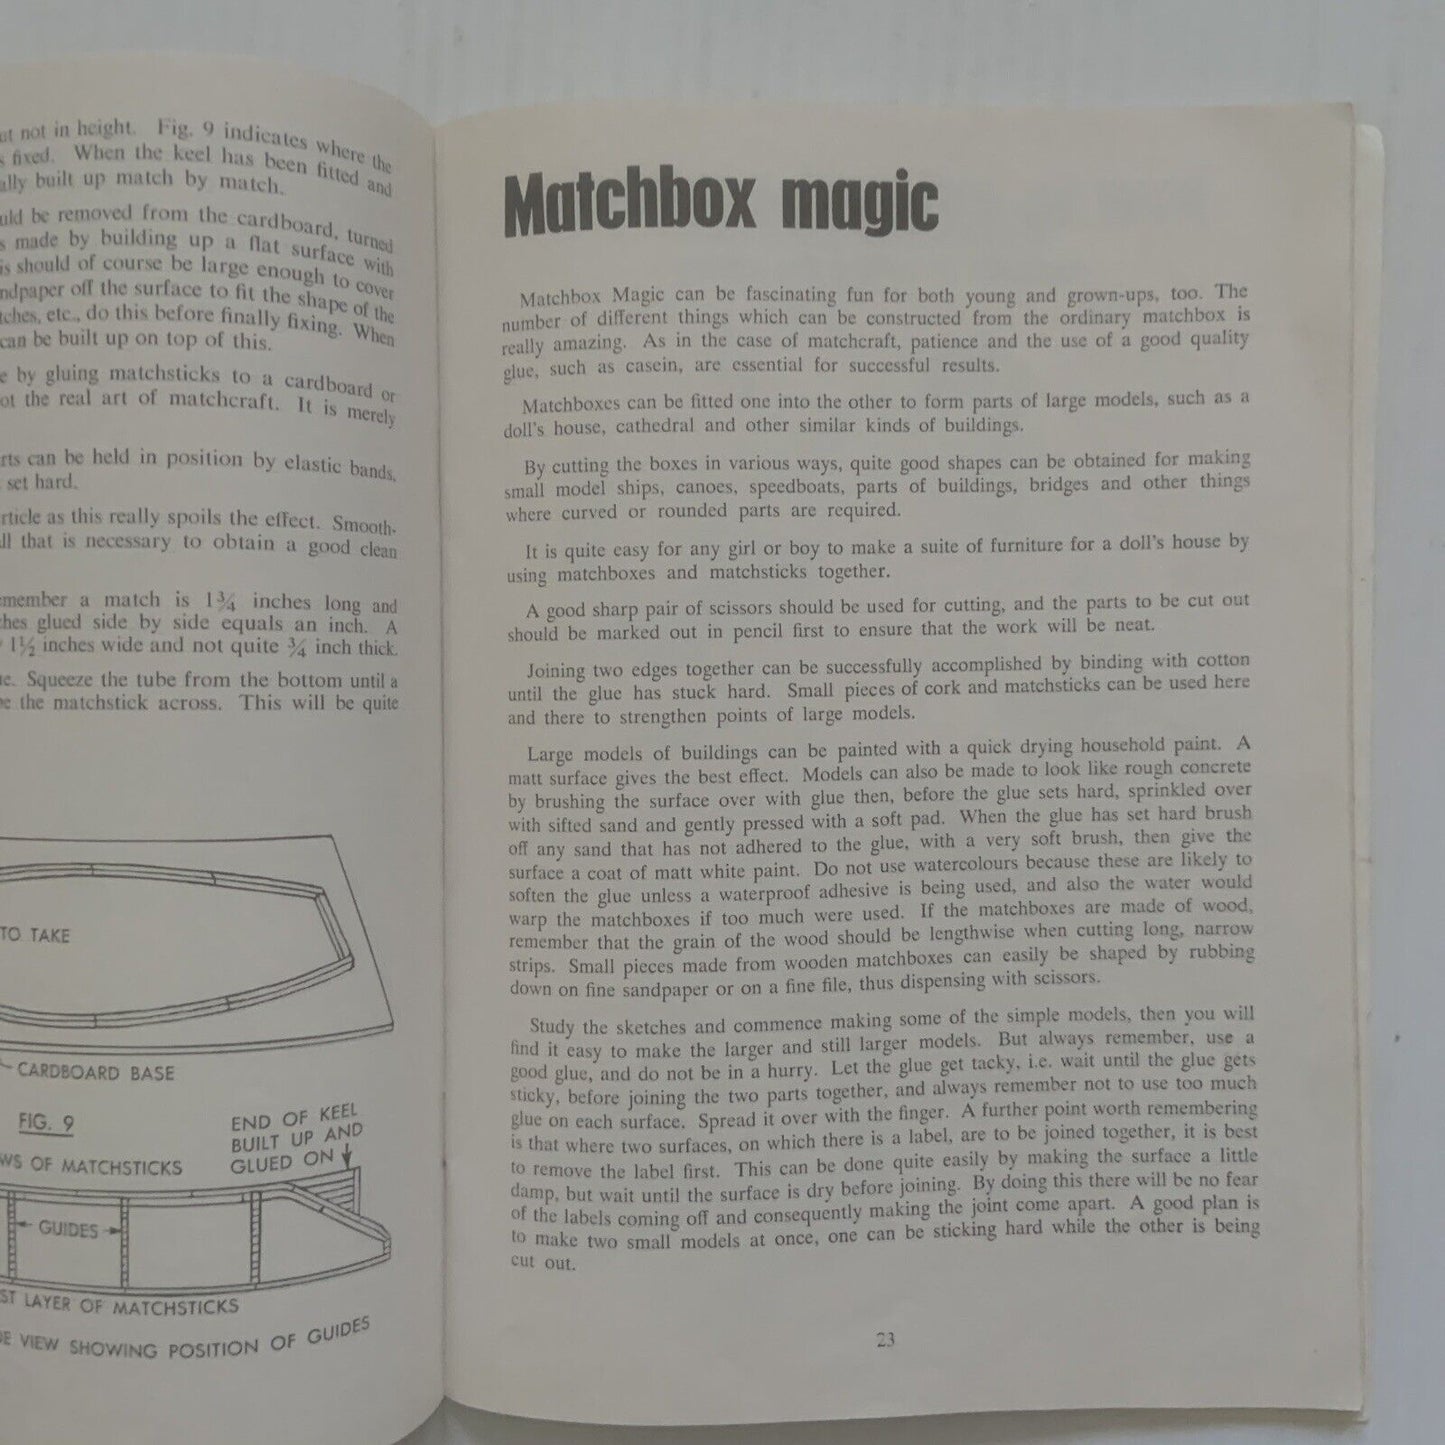 not in height. Fig. 9 indicates where the
fixed. When the keel has been fitted and
built up match by match.
be removed from the cardboard, turned
made by building up a flat surface with
should of course be large enough to cover
off the surface to fit the shape of the
etc., do this before finally fixing. When
can be built up on top of this.
by gluing matchsticks to a cardboard or
the real art of matchcraft. It is merely
can be held in position by elastic bands,
set hard.
as this really spoils the effect. Smooth-
that is necessary to obtain a good clean
a match is 1¾ inches long and
glued side by side equals an inch. A
1½ inches wide and not quite ¾ inch thick.
Squeeze the tube from the bottom until a
the matchstick across. This will be quite
TO TAKE
CARDBOARD BASE
FIG. 9
END OF KEEL
BUILT UP AND
GLUED ON
OF MATCHSTICKS
GUIDES
LAYER OF MATCHSTICKS
VIEW SHOWING POSITION OF GUIDES
Matchbox magic
Matchbox Magic can be fascinating fun for both young and grown-ups, too. The
number of different things which can be constructed from the ordinary matchbox is
really amazing. As in the case of matchcraft, patience and the use of a good quality
glue, such as casein, are essential for successful results.
Matchboxes can be fitted one into the other to form parts of large models, such as a
doll's house, cathedral and other similar kinds of buildings.
By cutting the boxes in various ways, quite good shapes can be obtained for making
small model ships, canoes, speedboats, parts of buildings, bridges and other things
where curved or rounded parts are required.
It is quite easy for any girl or boy to make a suite of furniture for a doll's house by
using matchboxes and matchsticks together.
A good sharp pair of scissors should be used for cutting, and the parts to be cut out
should be marked out in pencil first to ensure that the work will be neat.
Joining two edges together can be successfully accomplished by binding with cotton
until the glue has stuck hard. Small pieces of cork and matchsticks can be used here
and there to strengthen points of large models.
Large models of buildings can be painted with a quick drying household paint. A
matt surface gives the best effect. Models can also be made to look like rough concrete
by brushing the surface over with glue then, before the glue sets hard, sprinkled over
with sifted sand and gently pressed with a soft pad. When the glue has set hard brush
off any sand that has not adhered to the glue, with a very soft brush, then give the
surface a coat of matt white paint. Do not use watercolours because these are likely to
soften the glue unless a waterproof adhesive is being used, and also the water would
warp the matchboxes if too much were used. If the matchboxes are made of wood,
remember that the grain of the wood should be lengthwise when cutting long, narrow
strips. Small pieces made from wooden matchboxes can easily be shaped by rubbing
down on fine sandpaper or on a fine file, thus dispensing with scissors.
Study the sketches and commence making some of the simple models, then you will
find it easy to make the larger and still larger models. But always remember, use a
good glue, and do not be in a hurry. Let the glue get tacky, i.e. wait until the glue gets
sticky, before joining the two parts together, and always remember not to use too much
glue on each surface. Spread it over with the finger. A further point worth remembering
is that where two surfaces, on which there is a label, are to be joined together, it is best
to remove the label first. This can be done quite easily by making the surface a little
damp, but wait until the surface is dry before joining. By doing this there will be no fear
of the labels coming off and consequently making the joint come apart. A good plan is
to make two small models at once, one can be sticking hard while the other is being
cut out.
23